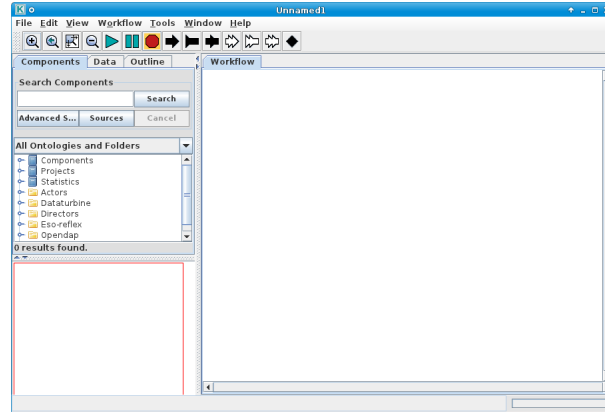 Unnamed1
File Edit View Workflow Tools Window Help
Components Data Outline
Workflow
Search Components
Search
Advanced S... Sources Cancel
All Ontologies and Folders
Components
Projects
Statistics
Actors
Dataturbine
Directors
Eso-reflex
Opendap
0 results found.